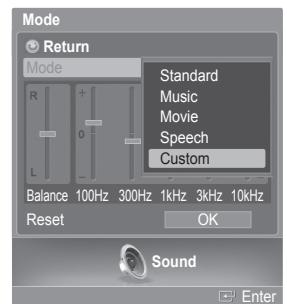 Mode
Return
Mode
Standard
Music
Movie
Speech
Custom
R
+
0
L
–
Balance 100Hz 300Hz 1kHz 3kHz 10kHz
Reset OK
Sound
Enter